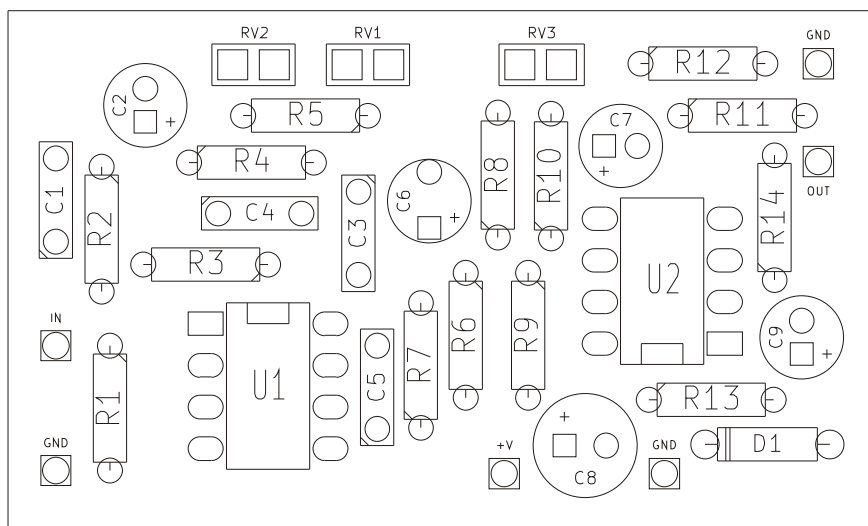 RV2
RV1
RV3
GND
R12
C2
+
R5
C7
+
R11
R4
R8
R10
C1
R2
C4
C3
C6
+
R14
OUT
R3
U2
IN
R6
R9
R7
C9
+
R1
U1
C5
R13
GND
+V
+
C8
GND
D1